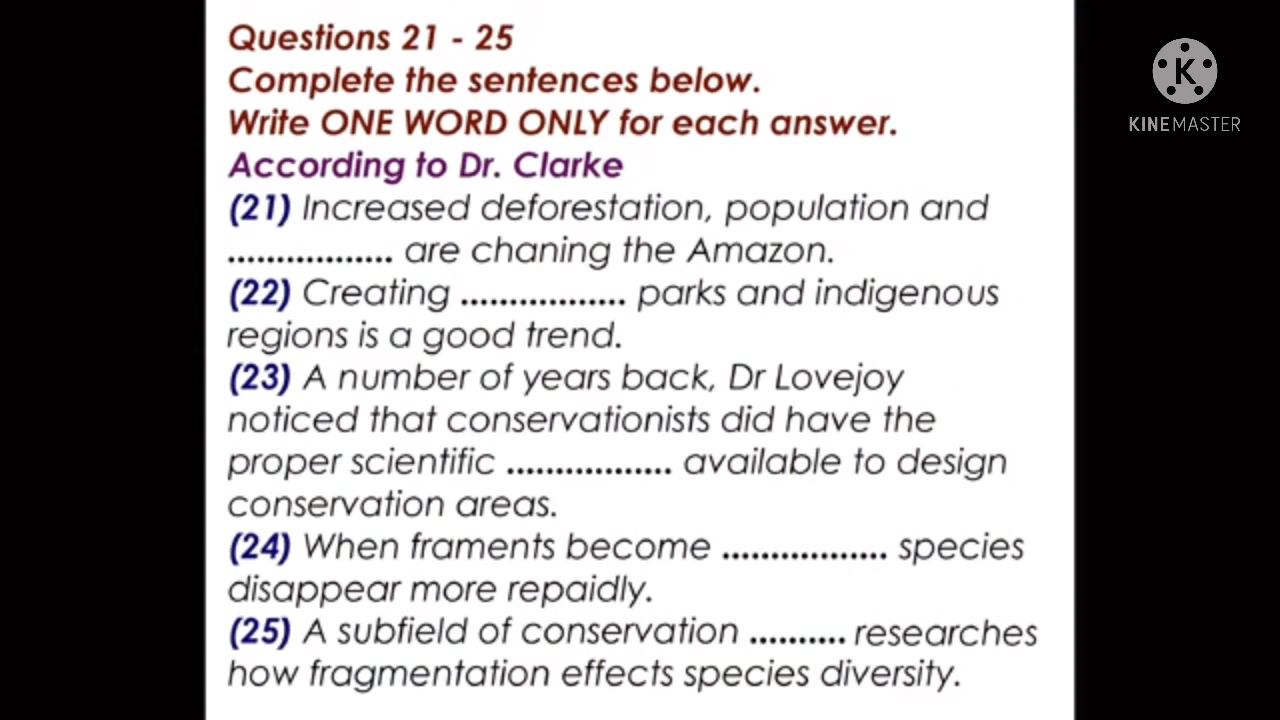 Questions 21 - 25
Complete the sentences below.
Write ONE WORD ONLY for each answer.
According to Dr. Clarke
(21) Increased deforestation, population and
................. are chaning the Amazon.
(22) Creating ................. parks and indigenous
regions is a good trend.
(23) A number of years back, Dr Lovejoy
noticed that conservationists did have the
proper scientific ................. available to design
conservation areas.
(24) When framents become ................. species
disappear more repaidly.
(25) A subfield of conservation .......... researches
how fragmentation effects species diversity.
K
KINEMASTER